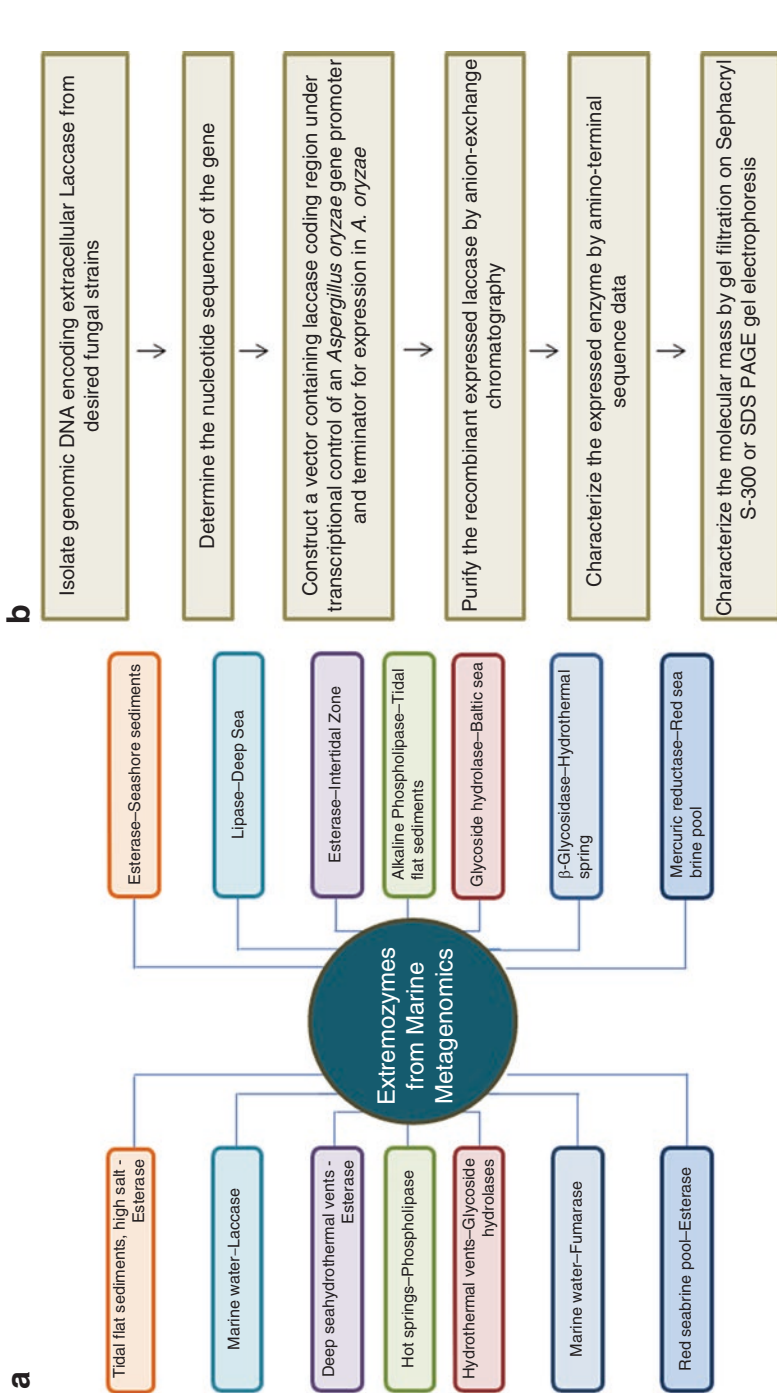 a
Tidal flat sediments, high salt -
Esterase
Marine water–Laccase
Deep seahydrothermal vents -
Esterase
Hot springs–Phospholipase
Hydrothermal vents–Glycoside
hydrolases
Marine water–Fumarase
Red seabrine pool–Esterase
Extremozymes
from Marine
Metagenomics
Esterase–Seashore sediments
Lipase–Deep Sea
Esterase–Intertidal Zone
Alkaline Phospholipase–Tidal
flat sediments
Glycoside hydrolase–Baltic sea
β-Glycosidase–Hydrothermal
spring
Mercuric reductase–Red sea
brine pool
b
Isolate genomic DNA encoding extracellular Laccase from
desired fungal strains
Determine the nucleotide sequence of the gene
Construct a vector containing laccase coding region under
transcriptional control of an Aspergillus oryzae gene promoter
and terminator for expression in A. oryzae
Purify the recombinant expressed laccase by anion-exchange
chromatography
Characterize the expressed enzyme by amino-terminal
sequence data
Characterize the molecular mass by gel filtration on Sephacryl
S-300 or SDS PAGE gel electrophoresis